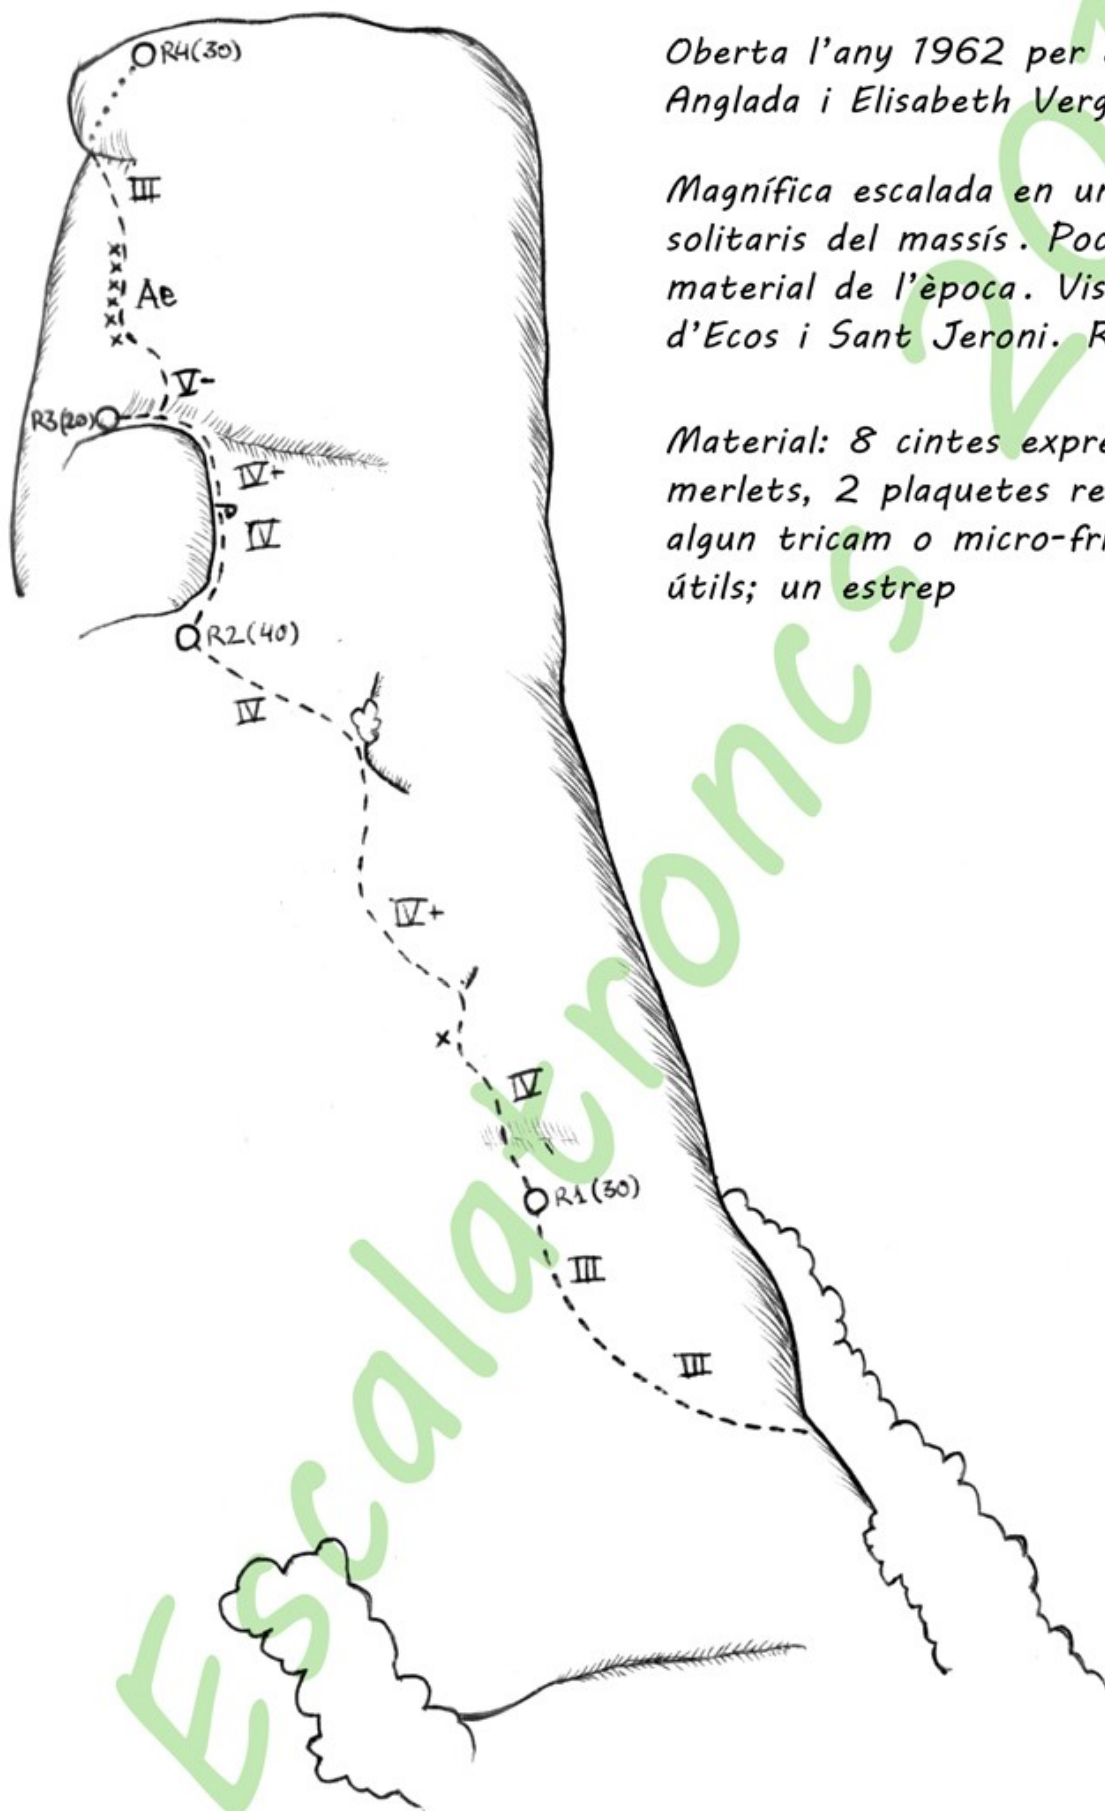 Oberta l'any 1962 per
Anglada i Elisabeth Verg
Magnífica escalada en un
solitaris del massís. Poc
material de l'època. Vis
d'Ecos i Sant Jeroni. R
Material: 8 cintes expre
merlets, 2 plaquetes re
algun tricam o micro-fri
útils; un estrep
R4(30)
III
Ae
V-
R3(20)
IV+
IV
R2(40)
IV
IV+
IV
R1(30)
III
III
Escalatroncs 20